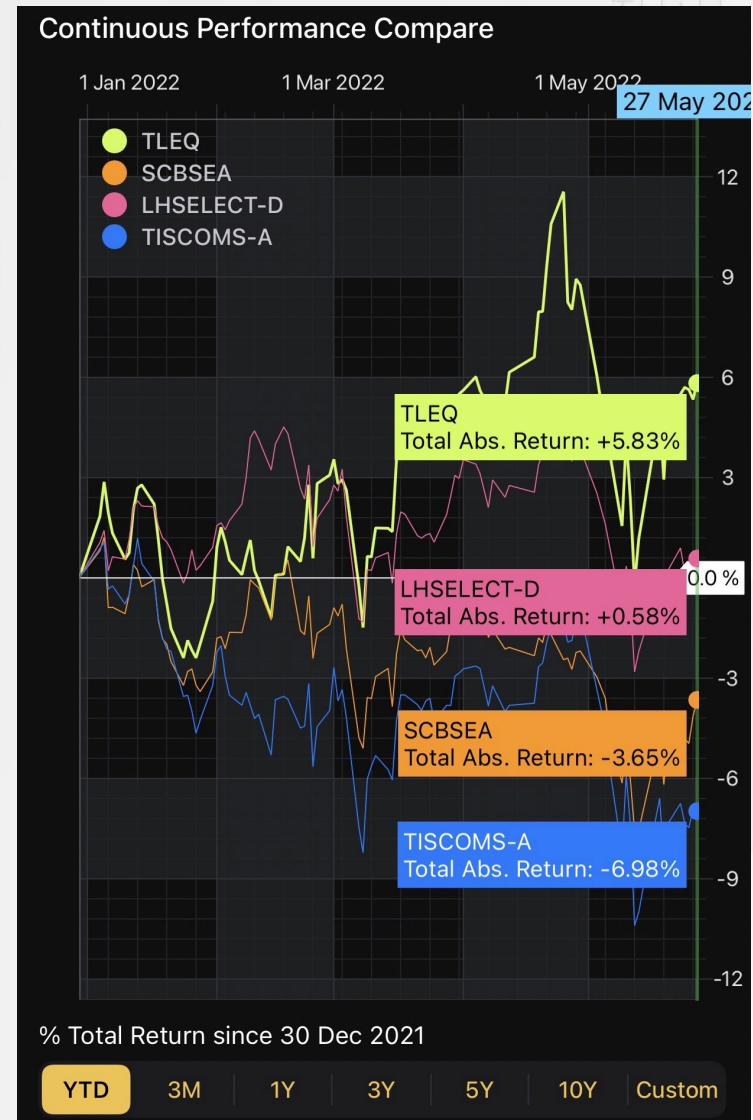 Continuous Performance Compare
1 Jan 2022
1 Mar 2022
1 May 2022
27 May 202
TLEQ
SCBSEA
LHSELECT-D
TISCOMS-A
12
9
6
3
0.0 %
-3
-6
-9
-12
TLEQ
Total Abs. Return: +5.83%
LHSELECT-D
Total Abs. Return: +0.58%
SCBSEA
Total Abs. Return: -3.65%
TISCOMS-A
Total Abs. Return: -6.98%
% Total Return since 30 Dec 2021
YTD
3M
1Y
3Y
5Y
10Y
Custom